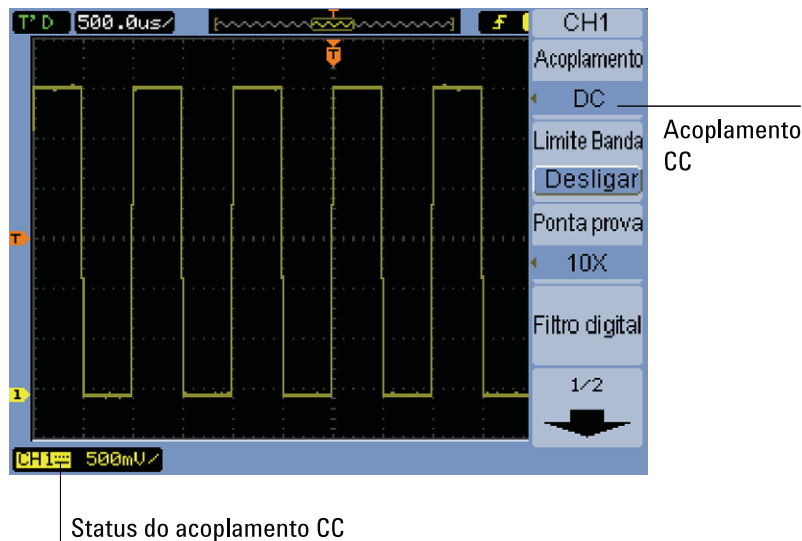 T'D 500.0us/ T CH1
T
Acoplamento
DC
Acoplamento
CC
Limite Banda
Desligar
Ponta prova
T
10X
Filtro digital
1/2
1
CH1 500mV/
Status do acoplamento CC